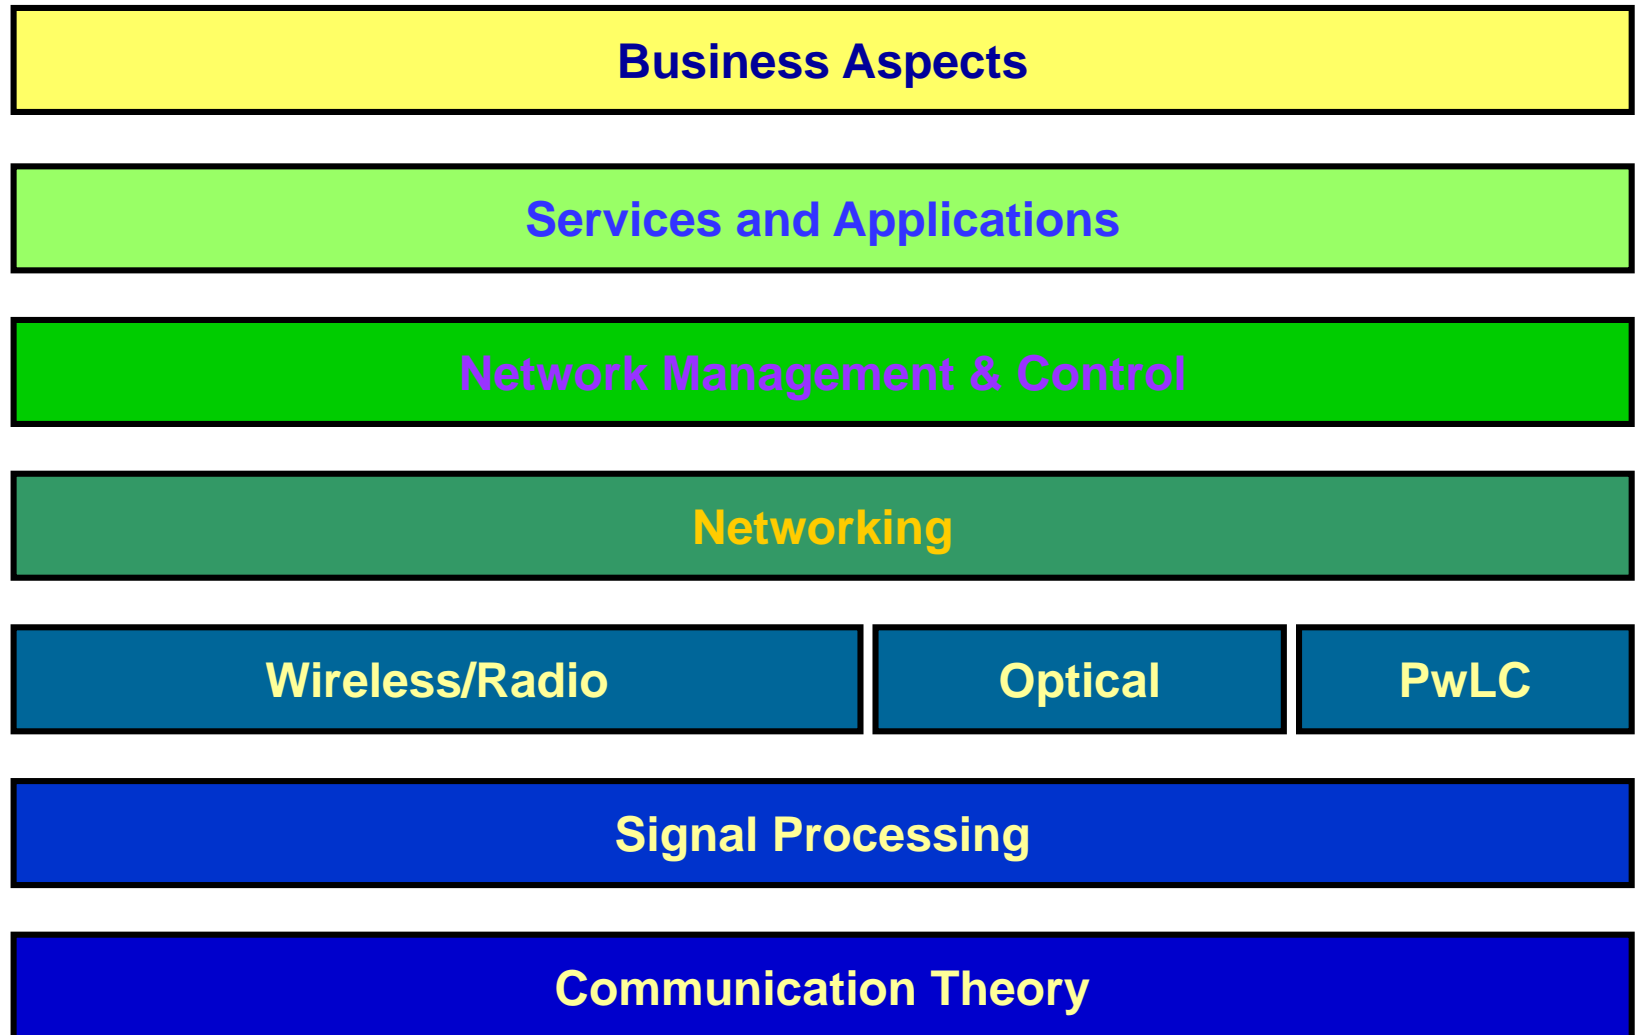 Business Aspects
Services and Applications
Network Management & Control
Networking
Wireless/Radio
Optical
PwLC
Signal Processing
Communication Theory